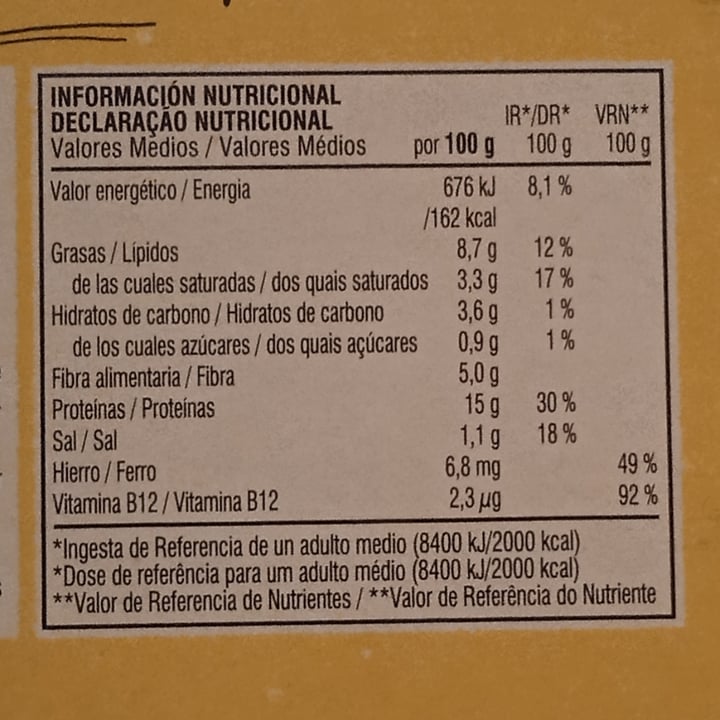 INFORMACIÓN NUTRICIONAL
DECLARAÇÃO NUTRICIONAL IR*/DR* VRN**
Valores Medios / Valores Médios por 100 g 100 g 100 g
Valor energético / Energia 676 kJ 8,1 %
/162 kcal
Grasas / Lípidos 8,7 g 12 %
de las cuales saturadas / dos quais saturados 3,3 g 17 %
Hidratos de carbono / Hidratos de carbono 3,6 g 1 %
de los cuales azúcares / dos quais açúcares 0,9 g 1 %
Fibra alimentaria / Fibra 5,0 g
Proteínas / Proteínas 15 g 30 %
Sal / Sal 1,1 g 18 %
Hierro / Ferro 6,8 mg 49 %
Vitamina B12 / Vitamina B12 2,3 µg 92 %
*Ingesta de Referencia de un adulto medio (8400 kJ/2000 kcal)
*Dose de referência para um adulto médio (8400 kJ/2000 kcal)
**Valor de Referencia de Nutrientes / **Valor de Referência do Nutriente